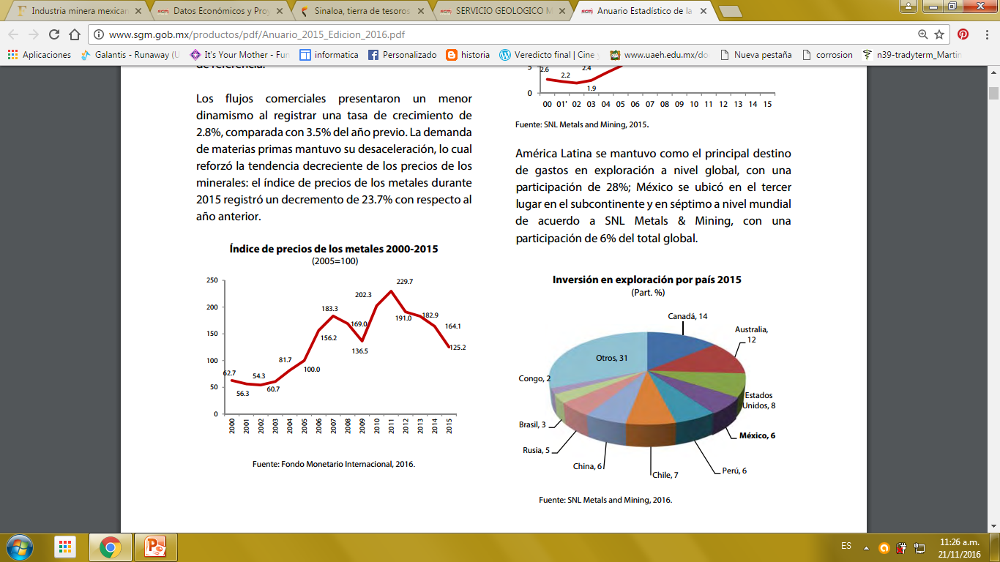 Industria minera mexican
Datos Económicos y Pro
Sinaloa, tierra de tesoros
SERVICIO GEOLOGICO M
Anuario Estadístico de la
www.sgm.gob.mx/productos/pdf/Anuario_2015_Edicion_2016.pdf
Aplicaciones
Galantis - Runaway (U
It's Your Mother - Fun
informatica
Personalizado
historia
Veredicto final | Cine y
www.uaeh.edu.mx/do
Nueva pestaña
corrosion
n39-tradyterm_Martin
de referencia.
Los flujos comerciales presentaron un menor
dinamismo al registrar una tasa de crecimiento de
2.8%, comparada con 3.5% del año previo. La demanda
de materias primas mantuvo su desaceleración, lo cual
reforzó la tendencia decreciente de los precios de los
minerales: el índice de precios de los metales durante
2015 registró un decremento de 23.7% con respecto al
año anterior.
Índice de precios de los metales 2000-2015
(2005=100)
250
200
150
100
50
0
62.7
56.3
54.3
60.7
81.7
100.0
156.2
183.3
169.0
136.5
202.3
229.7
191.0
182.9
164.1
125.2
2000 2001 2002 2003 2004 2005 2006 2007 2008 2009 2010 2011 2012 2013 2014 2015
Fuente: Fondo Monetario Internacional, 2016.
5
0
2.6
2.2
2.4
1.9
00 01' 02 03 04 05 06 07 08 09 10 11 12 13 14 15
Fuente: SNL Metals and Mining, 2015.
América Latina se mantuvo como el principal destino
de gastos en exploración a nivel global, con una
participación de 28%; México se ubicó en el tercer
lugar en el subcontinente y en séptimo a nivel mundial
de acuerdo a SNL Metals & Mining, con una
participación de 6% del total global.
Inversión en exploración por país 2015
(Part. %)
Canadá, 14
Australia,
12
Estados
Unidos, 8
México, 6
Perú, 6
Chile, 7
China, 6
Rusia, 5
Brasil, 3
Congo, 2
Otros, 31
Fuente: SNL Metals and Mining, 2016.
ES
11:26 a.m.
21/11/2016